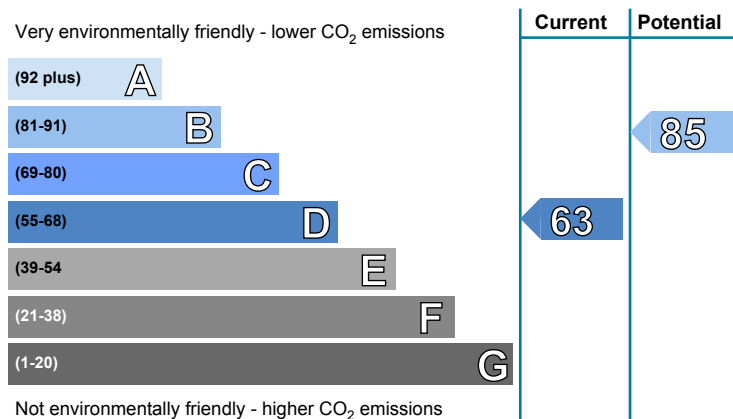 Very environmentally friendly - lower CO₂ emissions
Current
Potential
(92 plus) A
(81-91) B
85
(69-80) C
(55-68) D
63
(39-54 E
(21-38) F
(1-20) G
Not environmentally friendly - higher CO₂ emissions